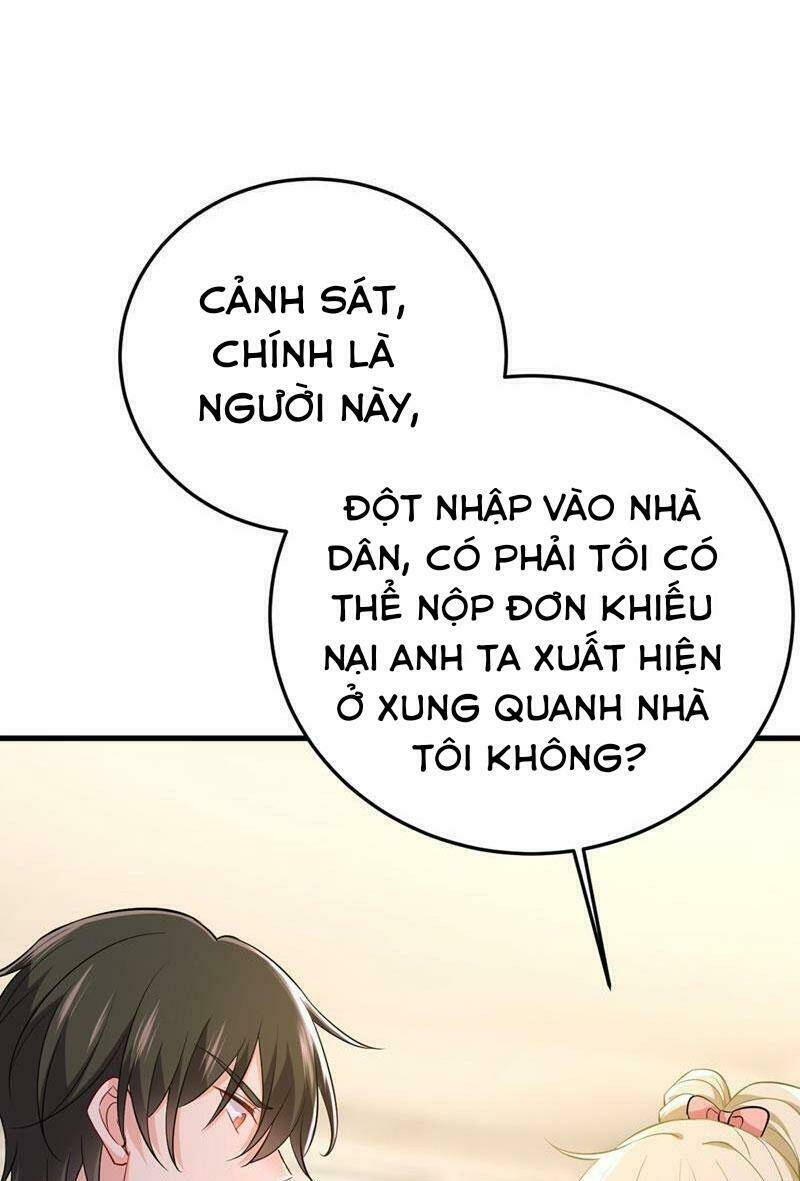 CẢNH SÁT,
CHÍNH LÀ
NGƯỜI NÀY,
ĐỘT NHẬP VÀO NHÀ
DÂN, CÓ PHẢI TÔI CÓ
THỂ NỘP ĐƠN KHIẾU
NẠI ANH TA XUẤT HIỆN
Ở XUNG QUANH NHÀ
TÔI KHÔNG?